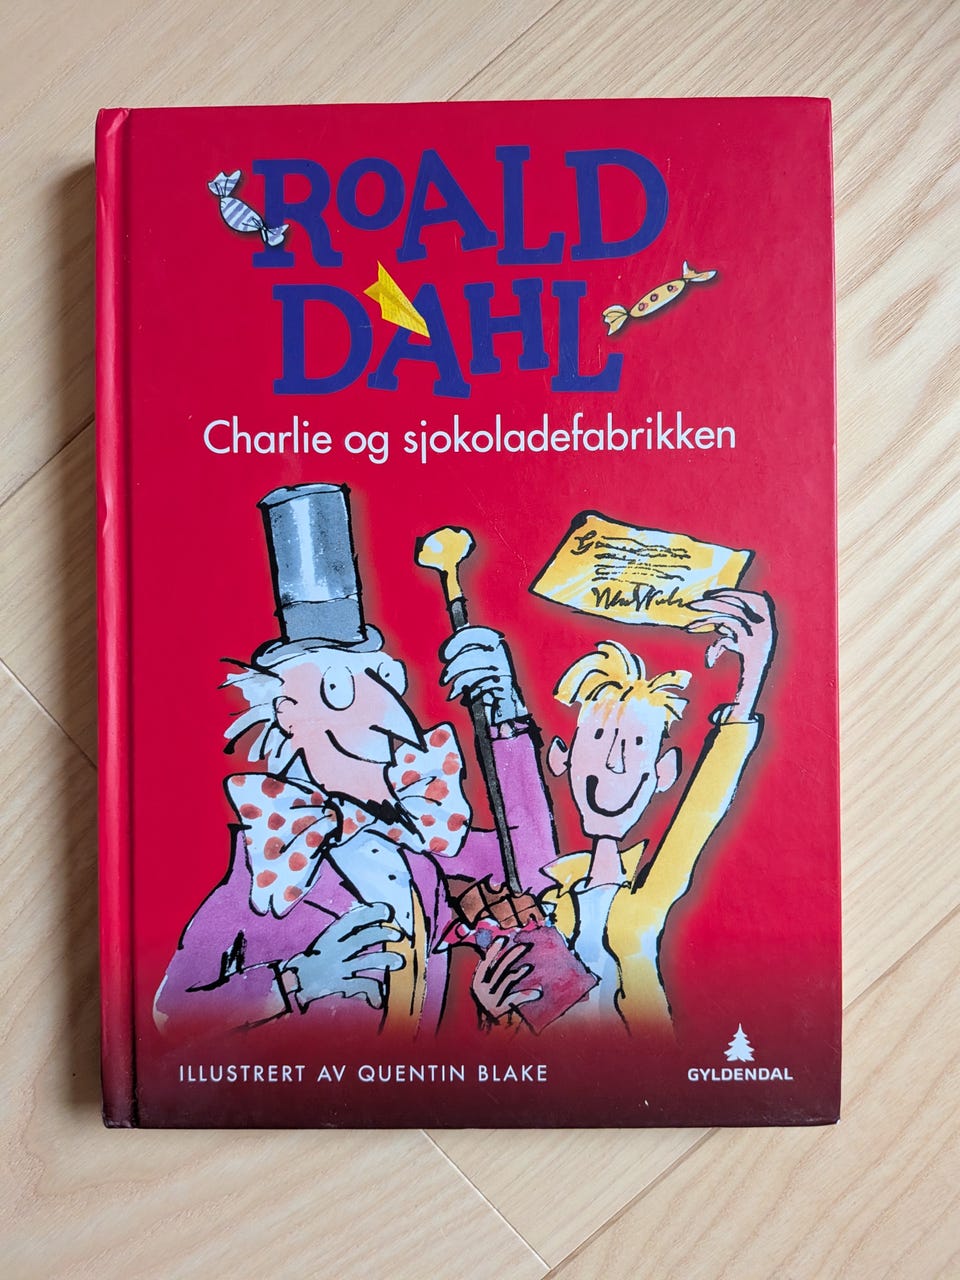 ROALD
DAHL
Charlie og sjokoladefabrikken
ILLUSTRERT AV QUENTIN BLAKE
GYLDENDAL